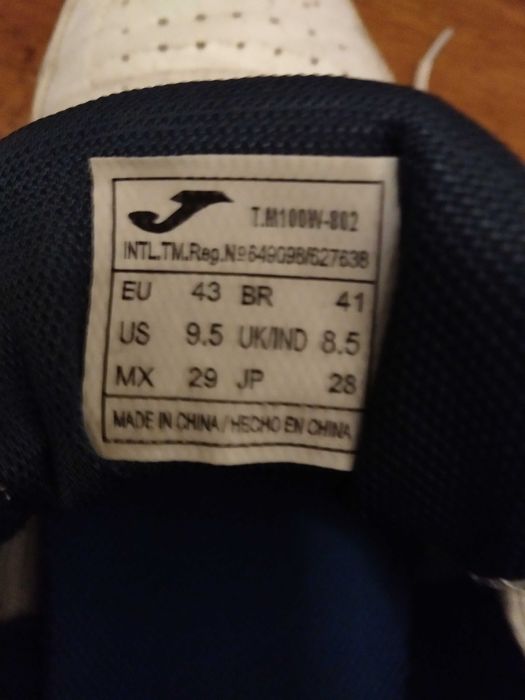 T.M100W-802
INTL.TM.Reg.Nº649098/627638
EU 43 BR 41
US 9.5 UK/IND 8.5
MX 29 JP 28
MADE IN CHINA / HECHO EN CHINA